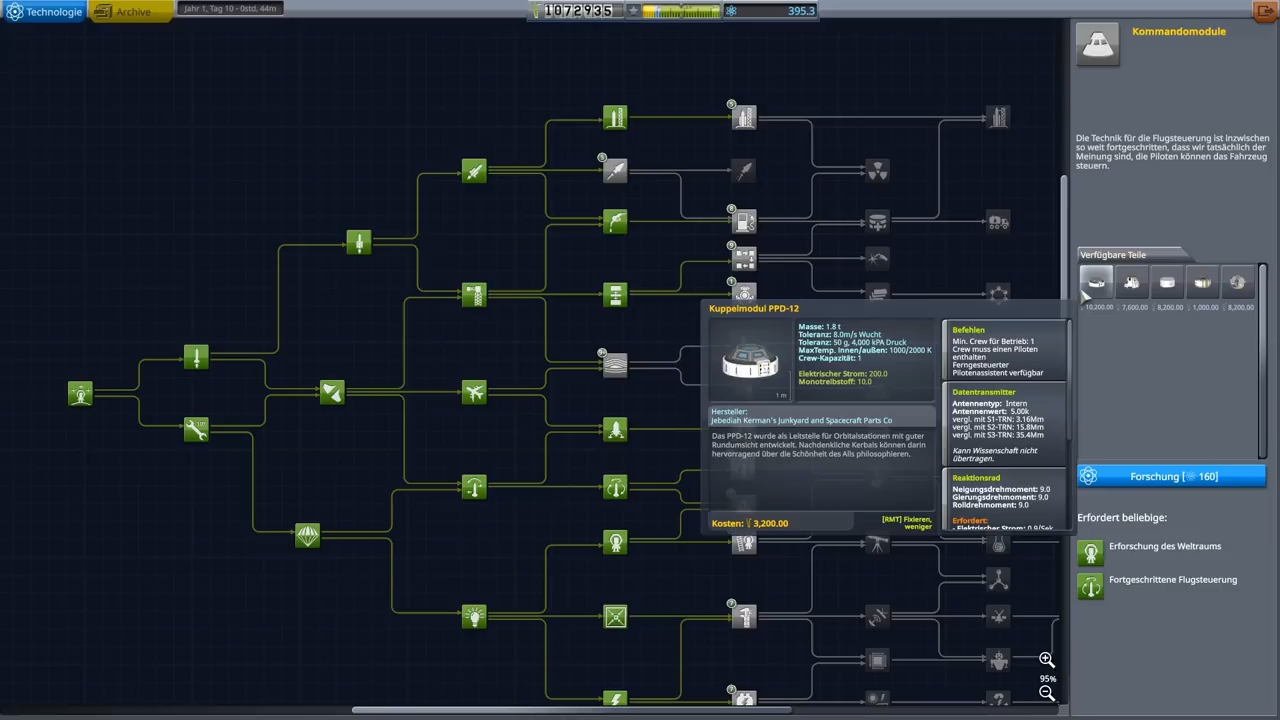 Technologie
Archive
Jahr 1, Tag 10 - 0std, 44m
1072935
395.3
Kommandomodule
Die Technik für die Flugsteuerung ist inzwischen
so weit fortgeschritten, dass wir tatsächlich der
Meinung sind, die Piloten können das Fahrzeug
steuern.
Verfügbare Teile
10,200.00
7,600.00
8,200.00
1,000.00
8,200.00
Kuppelmodul PPD-12
Masse: 1.8 t
Toleranz: 8.0m/s Wucht
Toleranz: 50 g, 4,000 kPA Druck
MaxTemp. Innen/außen: 1000/2000 K
Crew-Kapazität: 1
Elektrischer Strom: 200.0
Monotreibstoff: 10.0
1 m
Hersteller:
Jebediah Kerman's Junkyard and Spacecraft Parts Co
Das PPD-12 wurde als Leitstelle für Orbitalstationen mit guter
Rundumsicht entwickelt. Nachdenkliche Kerbals können darin
hervorragend über die Schönheit des Alls philosophieren.
Kosten: 3,200.00
[RMT] Fixieren,
weniger
Befehlen
Min. Crew für Betrieb: 1
Crew muss einen Piloten
enthalten
Ferngesteuerter
Pilotenassistent verfügbar
Datentransmitter
Antennentyp: Intern
Antennenwert: 5.00k
vergl. mit S1-TRN: 3.16Mm
vergl. mit S2-TRN: 15.8Mm
vergl. mit S3-TRN: 35.4Mm
Kann Wissenschaft nicht
übertragen.
Reaktionsrad
Neigungsdrehmoment: 9.0
Gierungsdrehmoment: 9.0
Rolldrehmoment: 9.0
Erfordert:
- Elektrischer Strom: 0.9/Sek
Forschung [160]
Erfordert beliebige:
Erforschung des Weltraums
Fortgeschrittene Flugsteuerung
95%